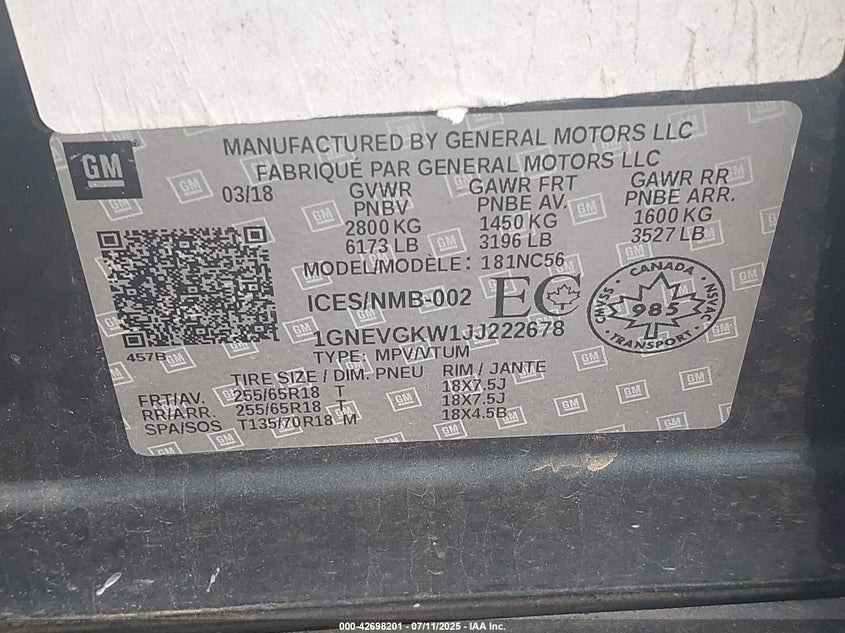 MANUFACTURED BY GENERAL MOTORS LLC
FABRIQUÉ PAR GENERAL MOTORS LLC
GM
03/18
GVWR GAWR FRT GAWR RR
PNBV PNBE AV. PNBE ARR.
2800 KG 1450 KG 1600 KG
6173 LB 3196 LB 3527 LB
MODEL/MODÈLE: 181NC56
ICES/NMB-002 EC
CANADA
CMVSS 985 NSVAC
TRANSPORT
1GNEVGKW1JJ222678
457B
TYPE: MPV/VTUM
TIRE SIZE / DIM. PNEU RIM / JANTE
FRT/AV. 255/65R18 T 18X7.5J
RR/ARR. 255/65R18 T 18X7.5J
SPA/SOS T135/70R18 M 18X4.5B
000-42698201 - 07/11/2025 - IAA Inc.